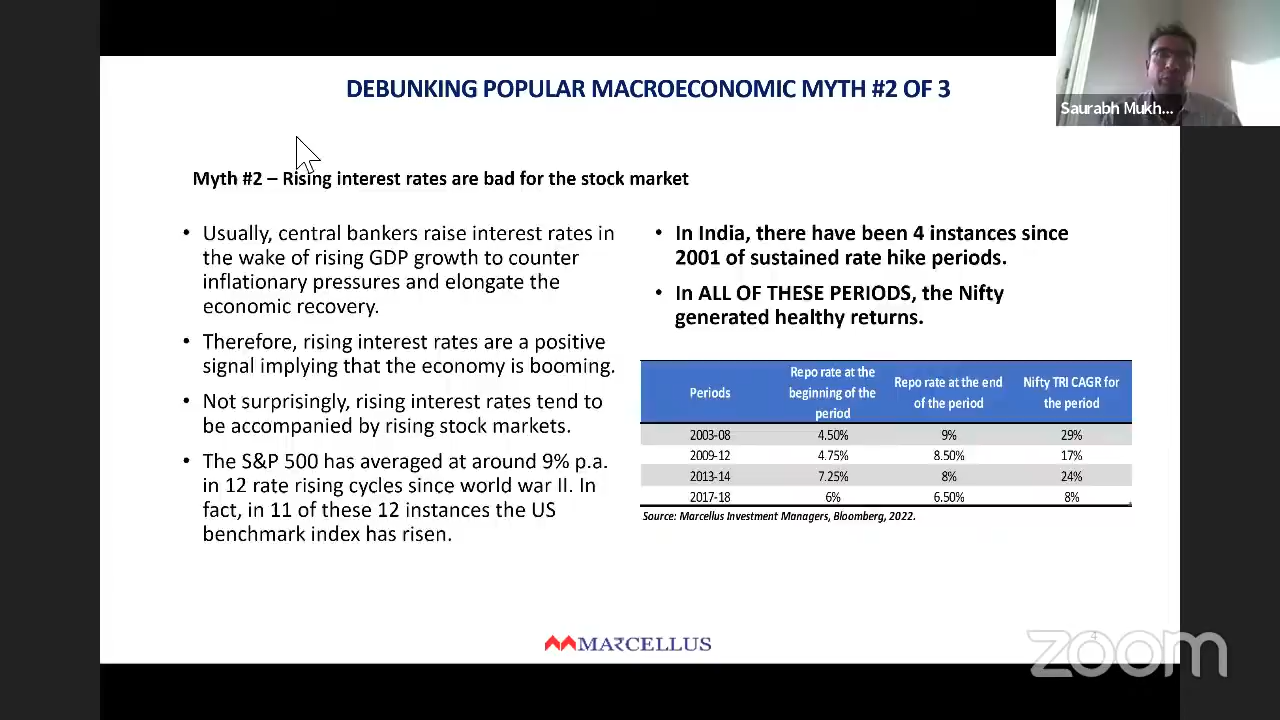 DEBUNKING POPULAR MACROECONOMIC MYTH #2 OF 3
Saurabh Mukh...
Myth #2 – Rising interest rates are bad for the stock market
• Usually, central bankers raise interest rates in
the wake of rising GDP growth to counter
inflationary pressures and elongate the
economic recovery.
• Therefore, rising interest rates are a positive
signal implying that the economy is booming.
• Not surprisingly, rising interest rates tend to
be accompanied by rising stock markets.
• The S&P 500 has averaged at around 9% p.a.
in 12 rate rising cycles since world war II. In
fact, in 11 of these 12 instances the US
benchmark index has risen.
• In India, there have been 4 instances since
2001 of sustained rate hike periods.
• In ALL OF THESE PERIODS, the Nifty
generated healthy returns.
Periods | Repo rate at the beginning of the period | Repo rate at the end of the period | Nifty TRI CAGR for the period
2003-08 | 4.50% | 9% | 29%
2009-12 | 4.75% | 8.50% | 17%
2013-14 | 7.25% | 8% | 24%
2017-18 | 6% | 6.50% | 8%
Source: Marcellus Investment Managers, Bloomberg, 2022.
MARCELLUS
4
zoom